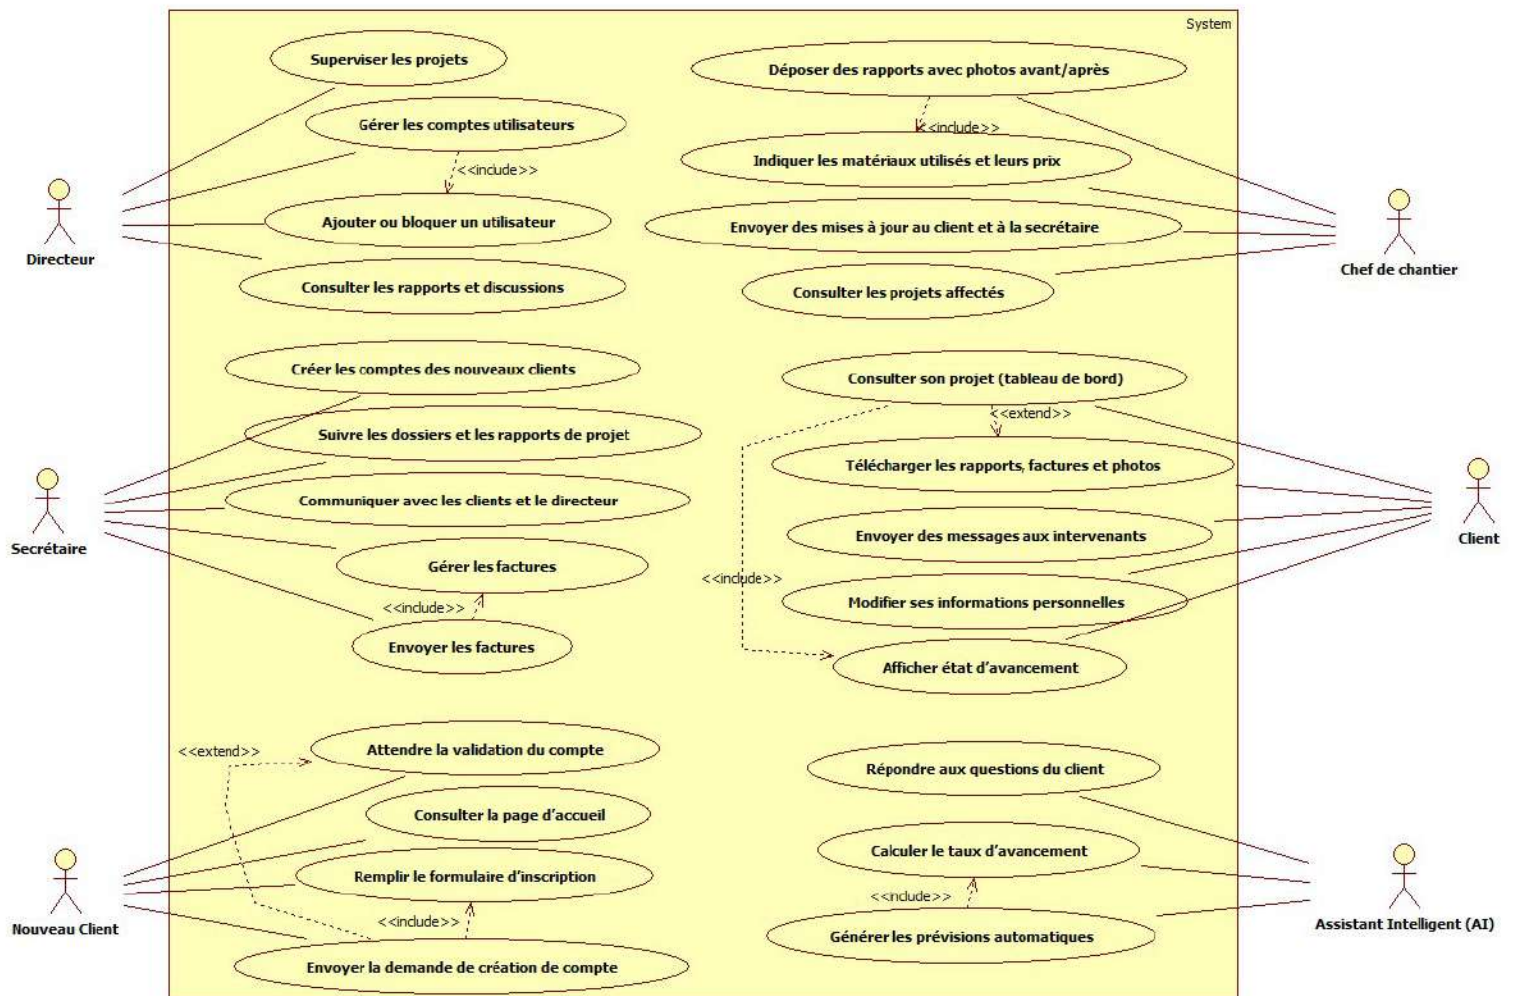 System
Superviser les projets
Gérer les comptes utilisateurs
<<include>>
Ajouter ou bloquer un utilisateur
Consulter les rapports et discussions
Directeur
Déposer des rapports avec photos avant/après
<<include>>
Indiquer les matériaux utilisés et leurs prix
Envoyer des mises à jour au client et à la secrétaire
Consulter les projets affectés
Chef de chantier
Créer les comptes des nouveaux clients
Suivre les dossiers et les rapports de projet
Communiquer avec les clients et le directeur
Gérer les factures
<<include>>
Envoyer les factures
Secrétaire
Consulter son projet (tableau de bord)
<<extend>>
Télécharger les rapports, factures et photos
Envoyer des messages aux intervenants
<<include>>
Modifier ses informations personnelles
Afficher état d’avancement
Client
<<extend>>
Attendre la validation du compte
Consulter la page d’accueil
Remplir le formulaire d’inscription
<<include>>
Envoyer la demande de création de compte
Nouveau Client
Répondre aux questions du client
Calculer le taux d’avancement
<<include>>
Générer les prévisions automatiques
Assistant Intelligent (AI)